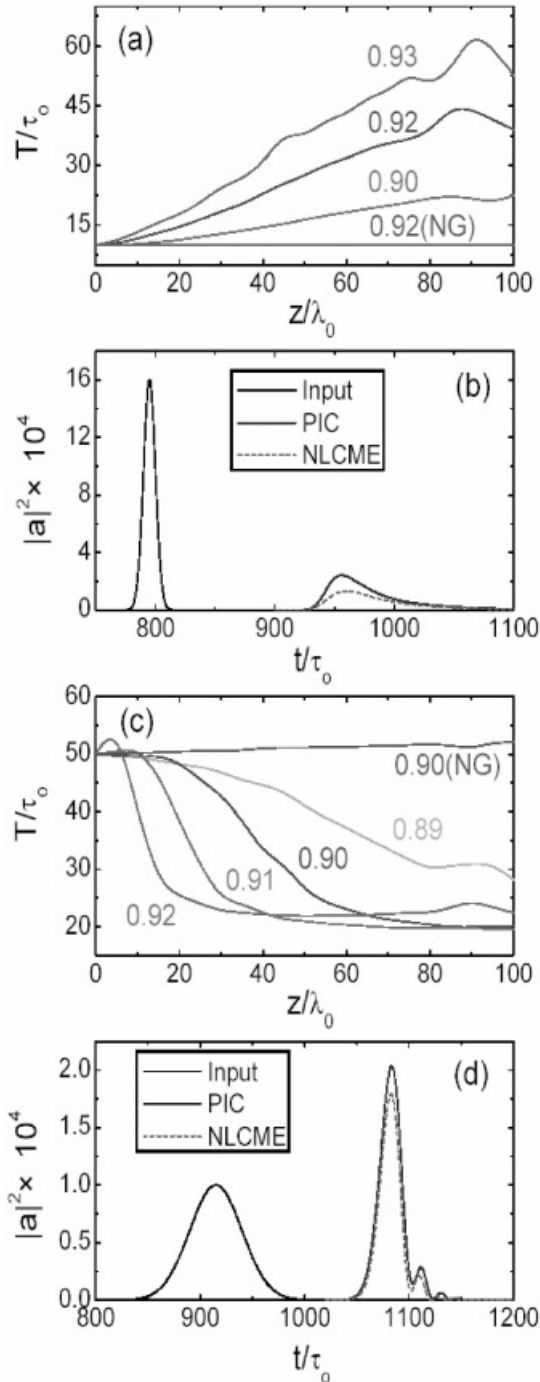 (a)
T/τ₀
60
45
30
15
0.93
0.92
0.90
0.92(NG)
0 20 40 60 80 100
z/λ₀
(b)
|a|² × 10⁴
16
12
8
4
0
Input
PIC
NLCME
800 900 1000 1100
t/τ₀
(c)
T/τ₀
60
50
40
30
20
0.90(NG)
0.89
0.90
0.91
0.92
0 20 40 60 80 100
z/λ₀
(d)
|a|² × 10⁴
2.0
1.5
1.0
0.5
0.0
Input
PIC
NLCME
800 900 1000 1100 1200
t/τ₀